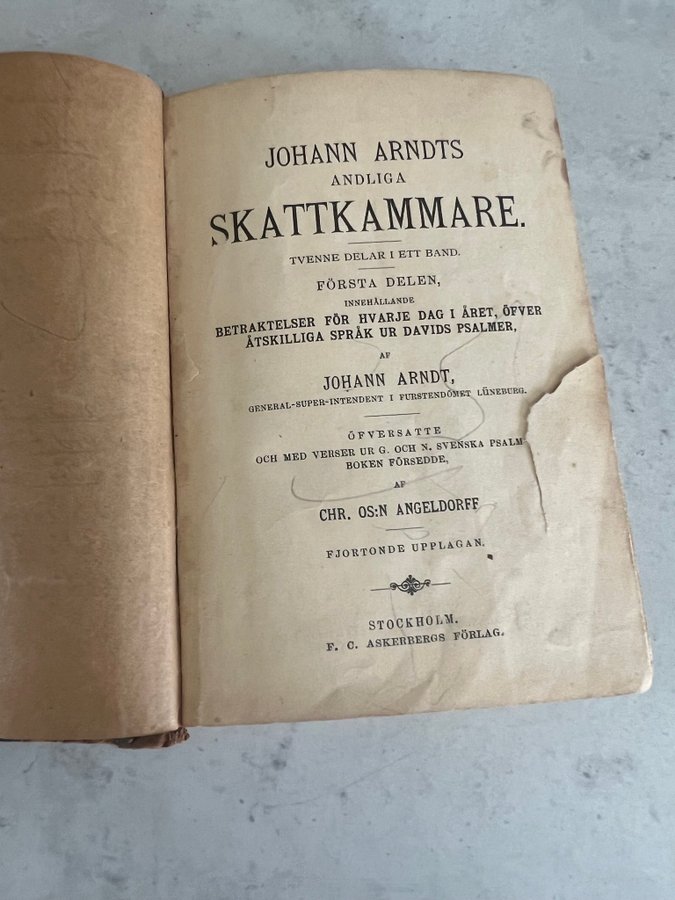 JOHANN ARNDTS
ANDLIGA
SKATTKAMMARE.
TVENNE DELAR I ETT BAND.
FÖRSTA DELEN,
INNEHÅLLANDE
BETRAKTELSER FÖR HVARJE DAG I ÅRET, ÖFVER
ÅTSKILLIGA SPRÅK UR DAVIDS PSALMER,
AF
JOHANN ARNDT,
GENERAL-SUPER-INTENDENT I FURSTENDÖMET LÜNEBURG.
ÖFVERSATTE
OCH MED VERSER UR G. OCH N. SVENSKA PSALM
BOKEN FÖRSEDDE,
AF
CHR. OS:N ANGELDORFF
FJORTONDE UPPLAGAN.
STOCKHOLM.
F. C. ASKERBERGS FÖRLAG.